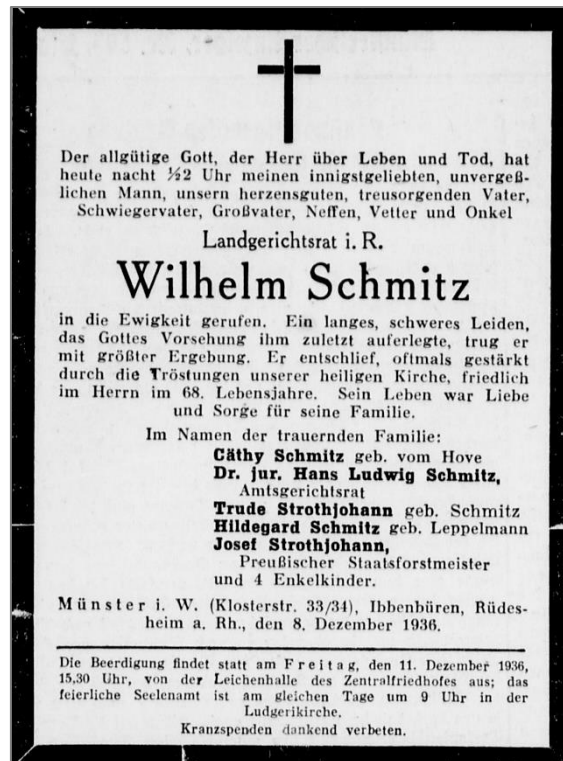 Der allgütige Gott, der Herr über Leben und Tod, hat
heute nacht ½2 Uhr meinen innigstgeliebten, unvergeß-
lichen Mann, unsern herzensguten, treusorgenden Vater,
Schwiegervater, Großvater, Neffen, Vetter und Onkel
Landgerichtsrat i. R.
Wilhelm Schmitz
in die Ewigkeit gerufen. Ein langes, schweres Leiden,
das Gottes Vorsehung ihm zuletzt auferlegte, trug er
mit größter Ergebung. Er entschlief, oftmals gestärkt
durch die Tröstungen unserer heiligen Kirche, friedlich
im Herrn im 68. Lebensjahre. Sein Leben war Liebe
und Sorge für seine Familie.
Im Namen der trauernden Familie:
Cäthy Schmitz geb. vom Hove
Dr. jur. Hans Ludwig Schmitz,
Amtsgerichtsrat
Trude Strothjohann geb. Schmitz
Hildegard Schmitz geb. Leppelmann
Josef Strothjohann,
Preußischer Staatsforstmeister
und 4 Enkelkinder.
Münster i. W. (Klosterstr. 33/34), Ibbenbüren, Rüdes-
heim a. Rh., den 8. Dezember 1936.
Die Beerdigung findet statt am Freitag, den 11. Dezember 1936,
15.30 Uhr, von der Leichenhalle des Zentralfriedhofes aus; das
feierliche Seelenamt ist am gleichen Tage um 9 Uhr in der
Ludgerikirche.
Kranzspenden dankend verbeten.